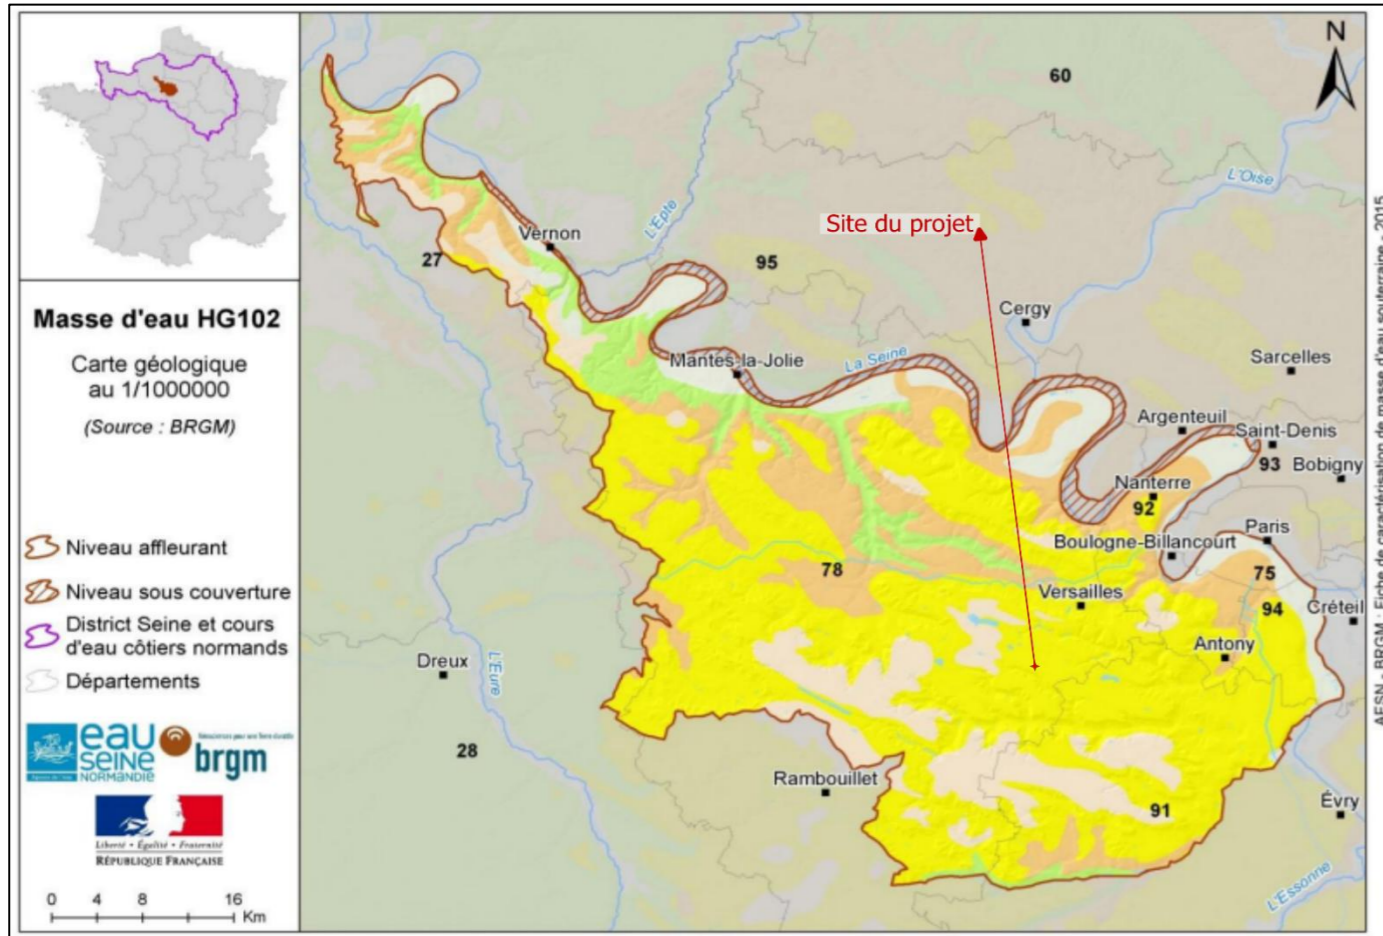 Masse d'eau HG102
Carte géologique
au 1/1000000
(Source : BRGM)
Niveau affleurant
Niveau sous couverture
District Seine et cours
d'eau côtiers normands
Départements
eau
SEINE
NORMANDIE
brgm
Liberté • Égalité • Fraternité
RÉPUBLIQUE FRANÇAISE
0 4 8 16
Km
N
60
L'Oise
L'Epte
Site du projet
Vernon
27
95
Cergy
La Seine
Mantes-la-Jolie
Sarcelles
Argenteuil
Saint-Denis
93
Bobigny
Nanterre
92
Paris
Boulogne-Billancourt
75
78
Versailles
94
Créteil
Antony
Dreux
L'Eure
28
Rambouillet
91
Évry
L'Essonne
AESN - BRGM : Fiche de caractérisation de masse d'eau souterraine - 2015